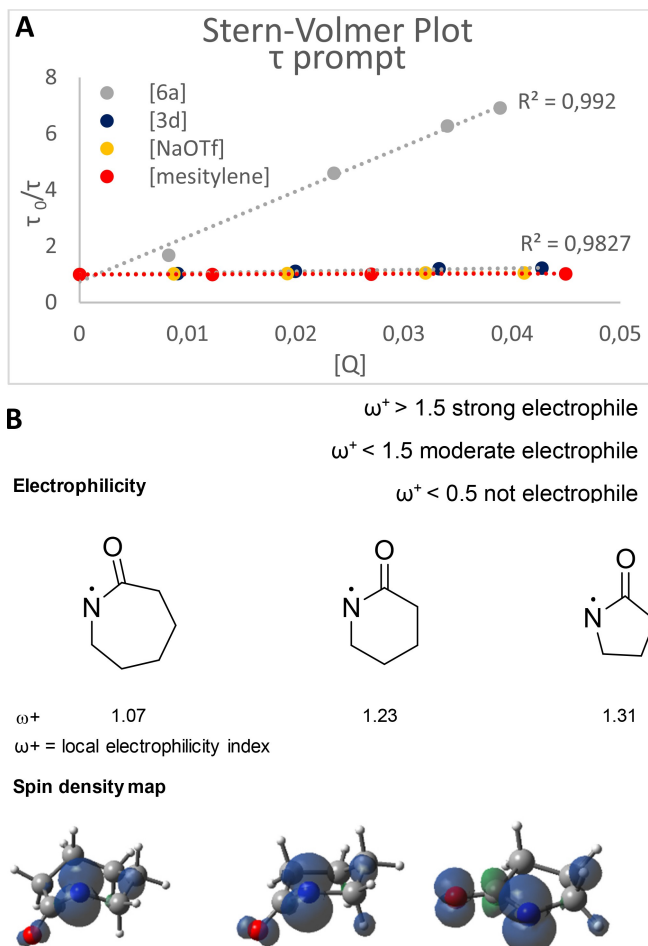 A
Stern-Volmer Plot
τ prompt
8
6
4
2
0
τ 0/τ
[6a]
[3d]
[NaOTf]
[mesitylene]
R² = 0,992
R² = 0,9827
0 0,01 0,02 0,03 0,04 0,05
[Q]
B
ω+ > 1.5 strong electrophile
ω+ < 1.5 moderate electrophile
ω+ < 0.5 not electrophile
Electrophilicity
O O O
N N N
ω+ 1.07 1.23 1.31
ω+ = local electrophilicity index
Spin density map